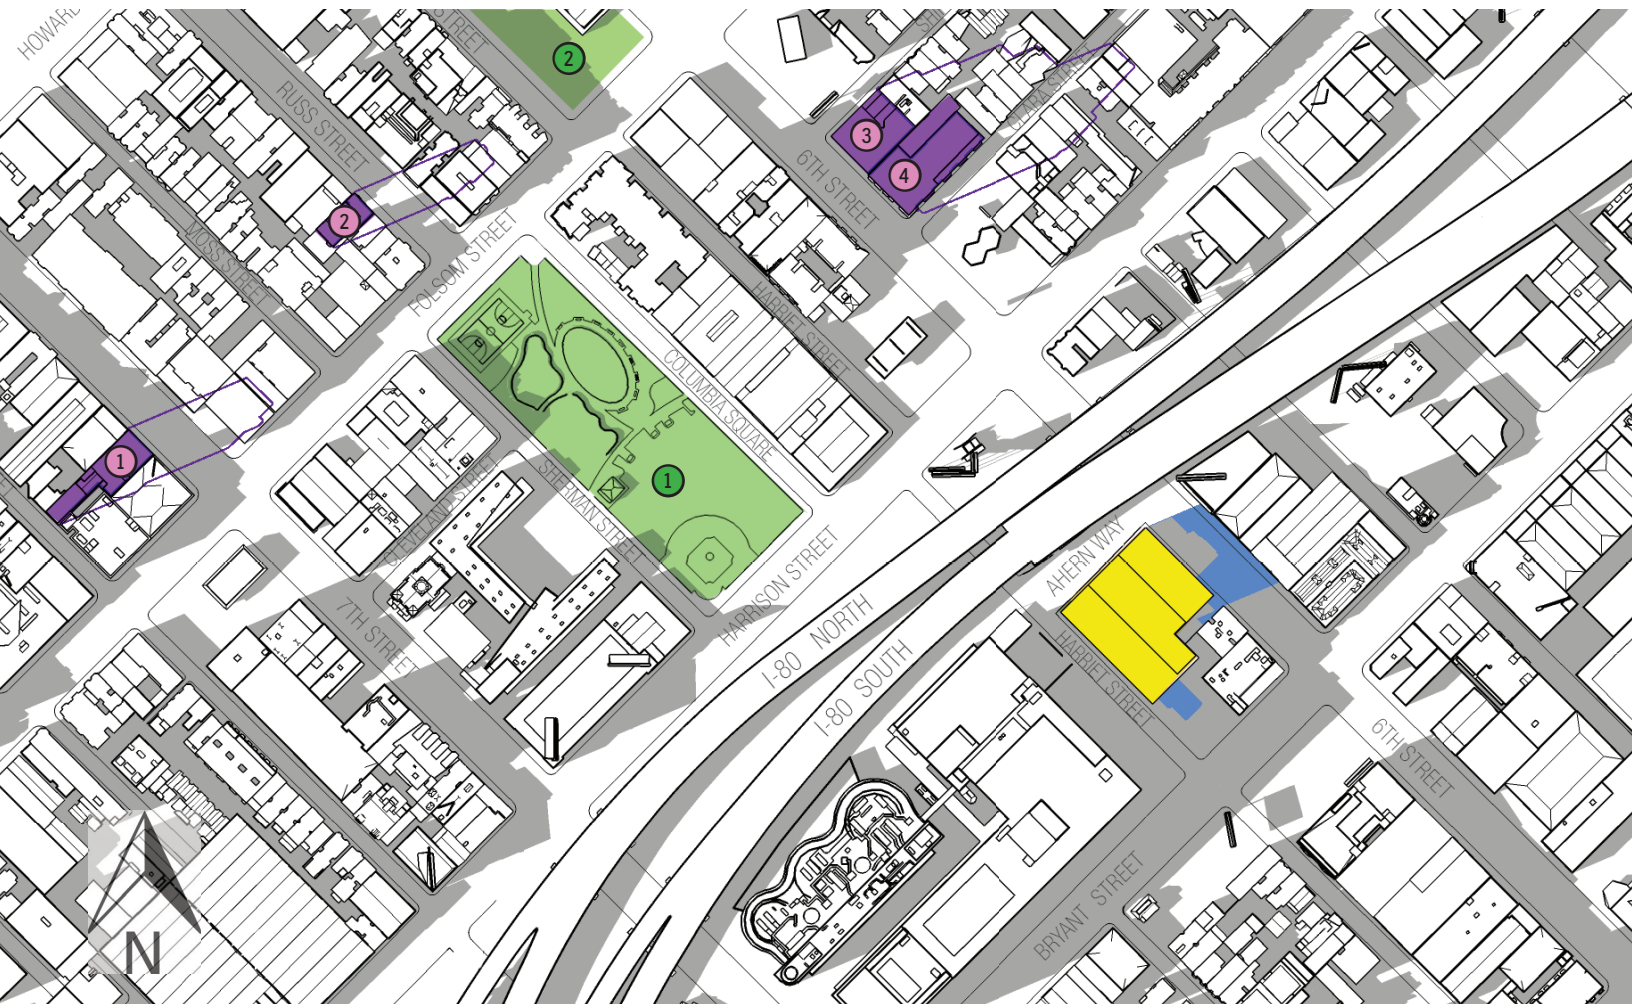 HOWARD
STREET
2
RUSS STREET
3
4
CLARA STREET
6TH STREET
2
MOSS STREET
FOLSOM STREET
HARRIET STREET
COLUMBIA SQUARE
1
1
CLEVELAND STREET
SHERMAN STREET
HARRISON STREET
AHERN WAY
7TH STREET
I-80 NORTH
I-80 SOUTH
HARRIET STREET
6TH STREET
BRYANT STREET
N